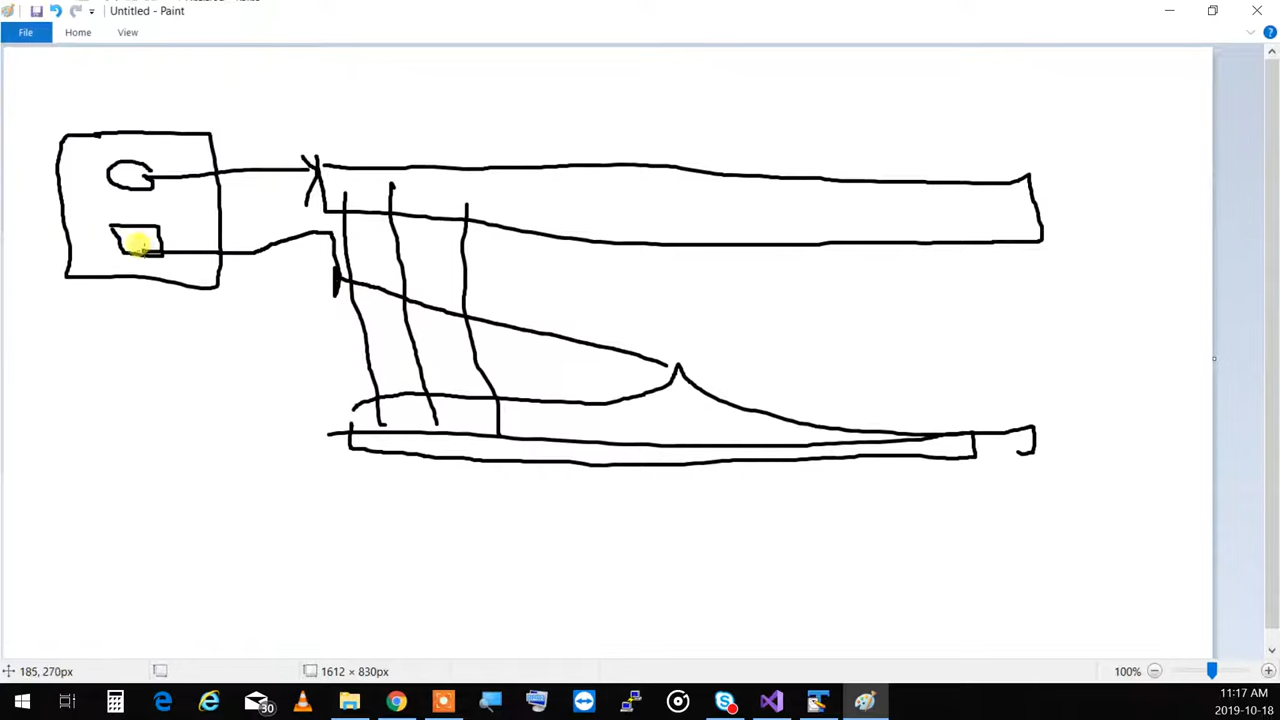 Untitled - Paint
File Home View
185, 270px
1612 × 830px
100%
30
11:17 AM
2019-10-18